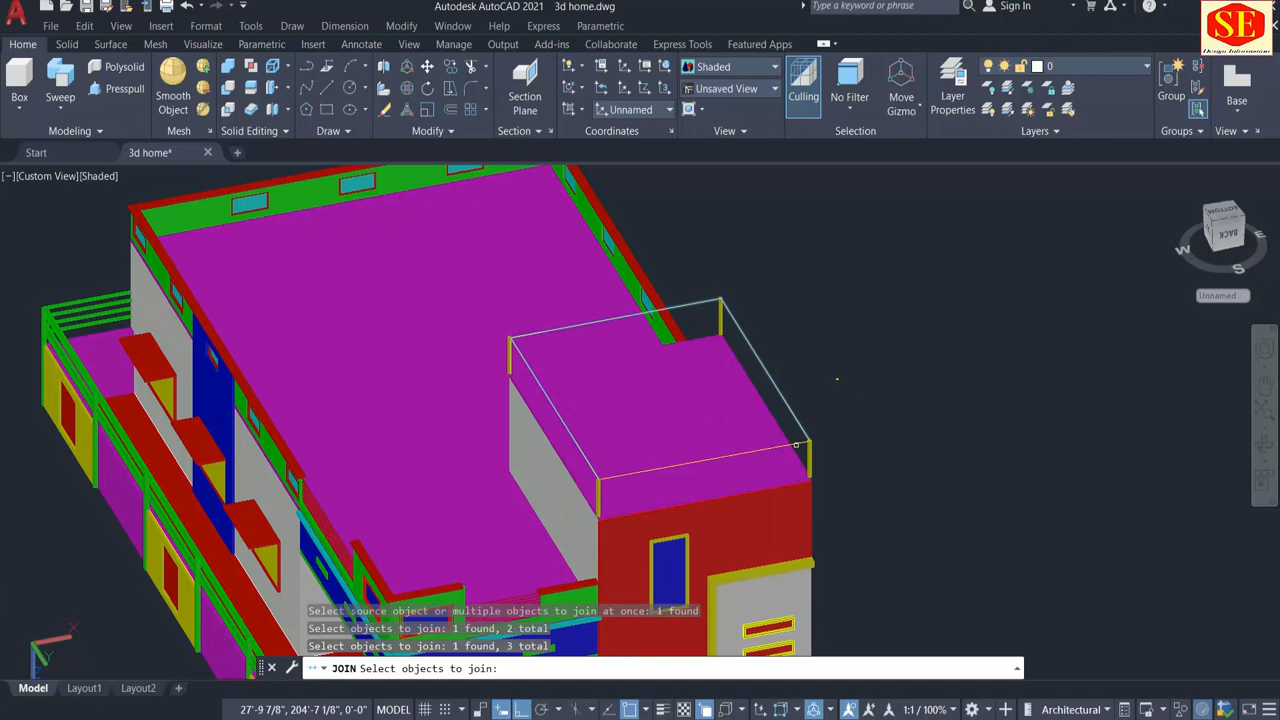 Autodesk AutoCAD 2021 3d home.dwg
Type a keyword or phrase
Sign In
SE
Design Information
File Edit View Insert Format Tools Draw Dimension Modify Parametric Window Help Express
Home Solid Surface Mesh Visualize Parametric Insert Annotate View Manage Output Add-ins Collaborate Express Tools Featured Apps
Polysolid
Presspull
Box Sweep
Smooth Object
Section Plane
Unnamed
Shaded
Unsaved View
Culling
No Filter
Move Gizmo
Layer Properties
0
Group
Base
Modeling Mesh Solid Editing Draw Modify Section Coordinates View Selection Layers Groups View
Start 3d home*
[−][Custom View][Shaded]
BOTTOM
BACK
W E
S
Unnamed
Select source object or multiple objects to join at once: 1 found
Select objects to join: 1 found, 2 total
Select objects to join: 1 found, 3 total
JOIN Select objects to join:
X
Y
Model Layout1 Layout2
27'-9 7/8", 204'-7 1/8", 0'-0" MODEL 1:1 / 100% Architectural